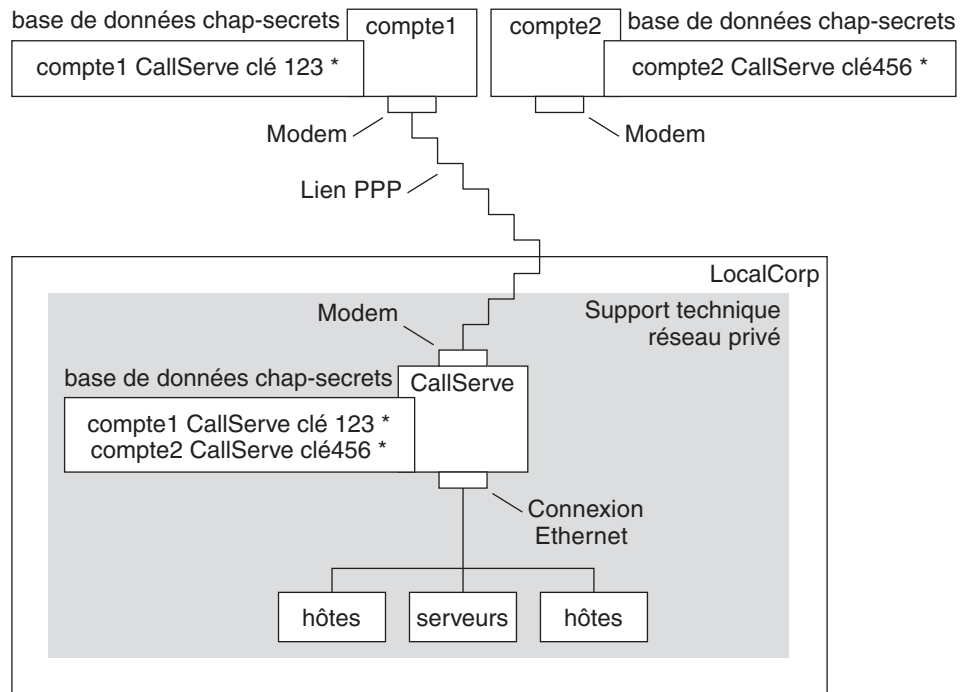 base de données chap-secrets
compte1
compte2
base de données chap-secrets
compte1 CallServe clé 123 *
compte2 CallServe clé456 *
Modem
Modem
Lien PPP
LocalCorp
Modem
Support technique
réseau privé
base de données chap-secrets
CallServe
compte1 CallServe clé 123 *
compte2 CallServe clé456 *
Connexion
Ethernet
hôtes
serveurs
hôtes